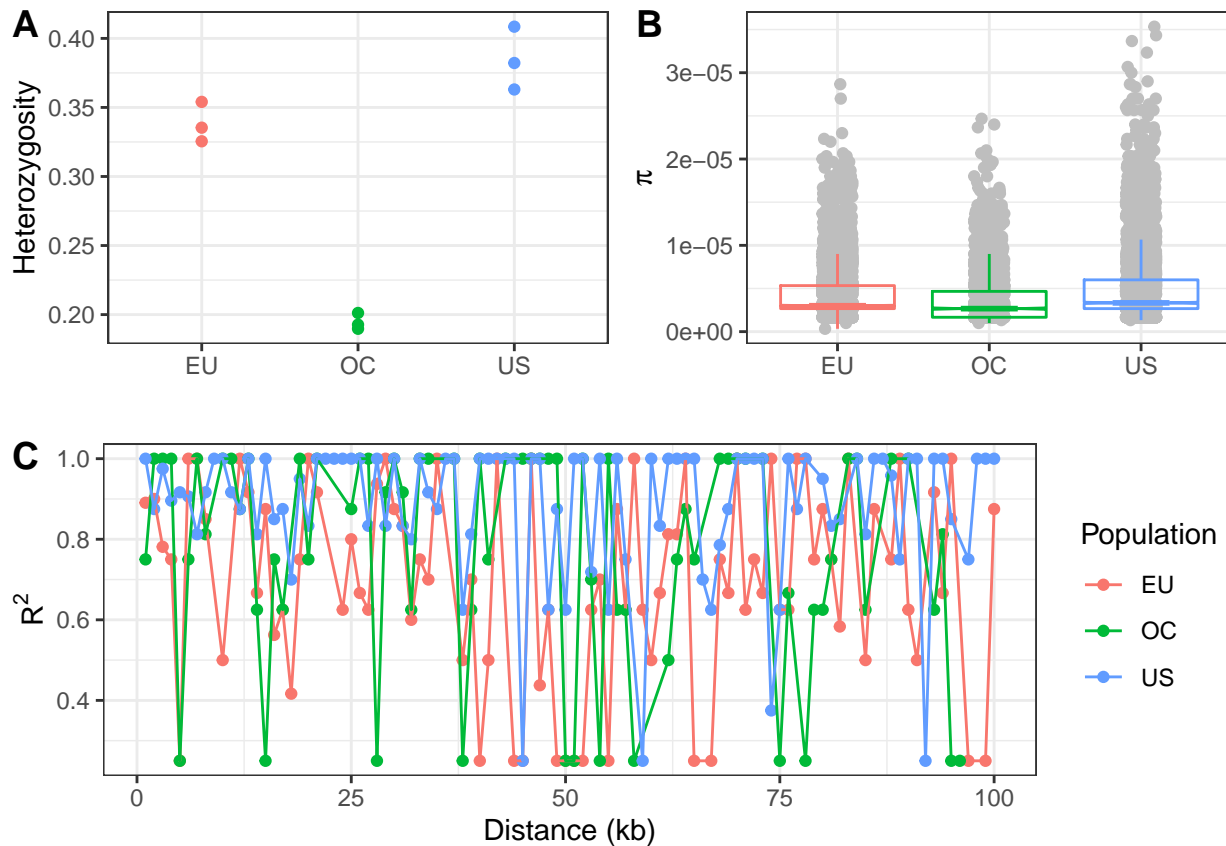 A
Heterozygosity
0.40
0.35
0.30
0.25
0.20
EU OC US
B
π
3e−05
2e−05
1e−05
0e+00
EU OC US
C
R²
1.0
0.8
0.6
0.4
0 25 50 75 100
Distance (kb)
Population
EU
OC
US